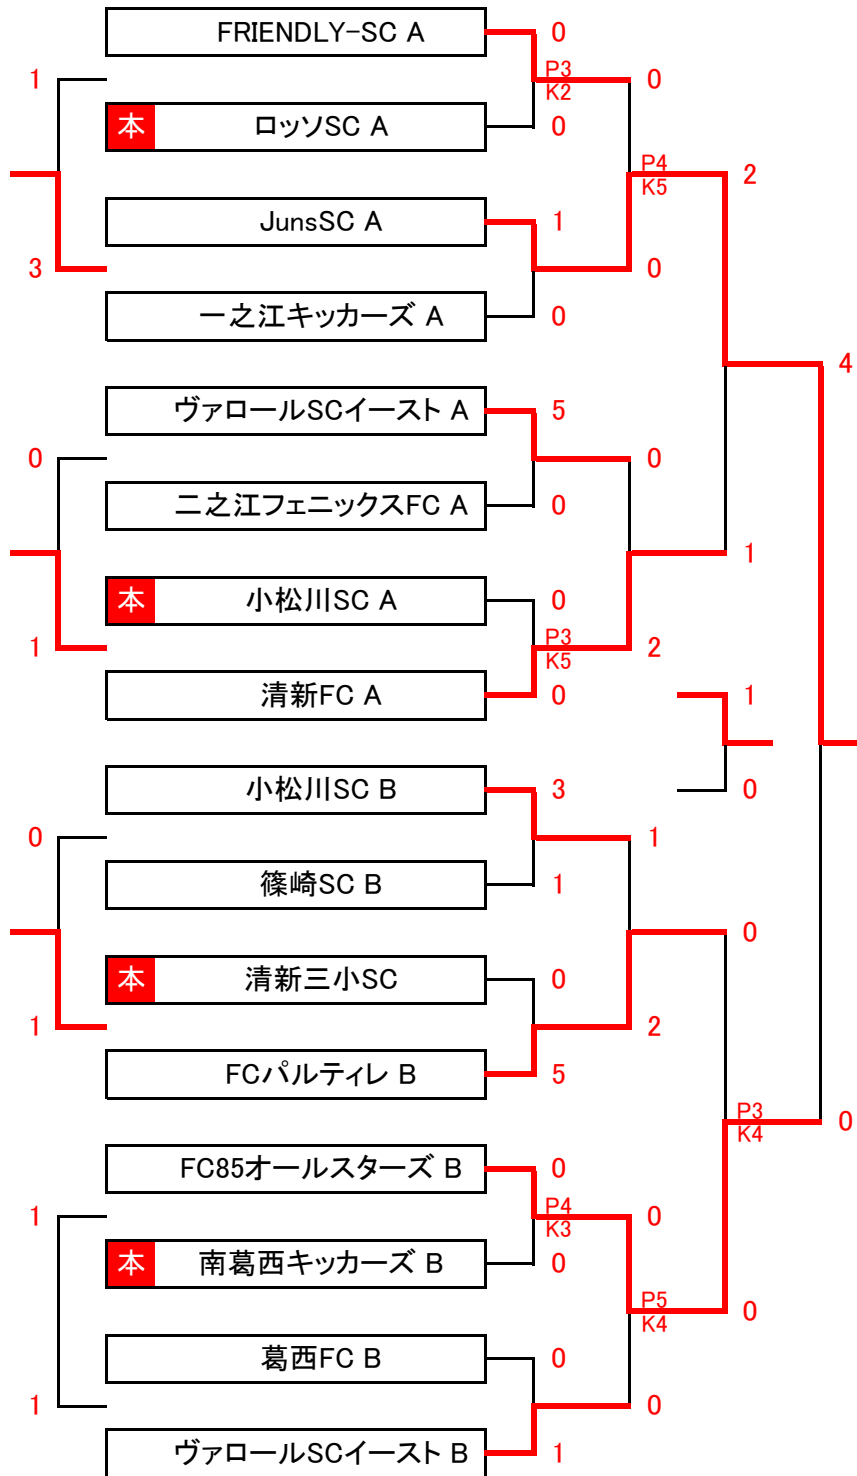 FRIENDLY-SC A
0
P3
K2
0
1
本 ロッソSC A
0
P4
K5
2
JunsSC A
1
3
0
一之江キッカーズ A
0
4
ヴァロールSCイースト A
5
0
0
二之江フェニックスFC A
0
1
本 小松川SC A
0
P3
K5
1
2
清新FC A
0
1
小松川SC B
3
0
0
1
篠崎SC B
1
0
本 清新三小SC
0
1
2
FCパルティレ B
5
P3
K4
0
FC85オールスターズ B
0
P4
K3
1
0
本 南葛西キッカーズ B
0
P5
K4
0
葛西FC B
0
1
0
ヴァロールSCイースト B
1